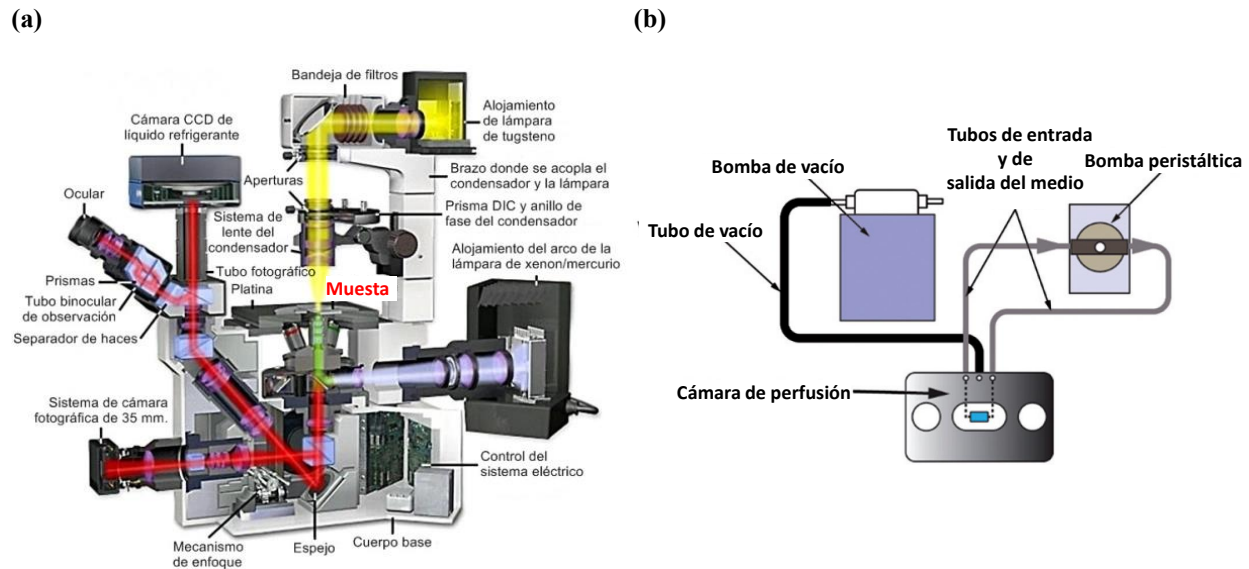 (a)
Bandeja de filtros
Cámara CCD de
líquido refrigerante
Alojamiento
de lámpara
de tugsteno
Ocular
Aperturas
Brazo donde se acopla el
condensador y la lámpara
Sistema de
lente del
condensador
Prisma DIC y anillo de
fase del condensador
Alojamiento del arco de la
lámpara de xenon/mercurio
Prismas
Tubo fotográfico
Platina
Muesta
Tubo binocular
de observación
Separador de haces
Sistema de cámara
fotográfica de 35 mm.
Control del
sistema eléctrico
Mecanismo
de enfoque
Espejo
Cuerpo base
(b)
Bomba de vacío
Tubos de entrada
y de
salida del medio
Bomba peristáltica
Tubo de vacío
Cámara de perfusión